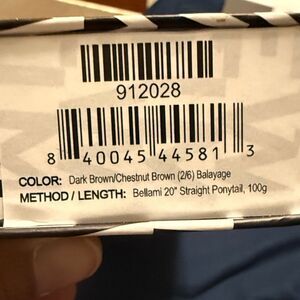 912028
8 40045 44581 3
COLOR: Dark Brown/Chestnut Brown (2/6) Balayage
METHOD / LENGTH: Bellami 20" Straight Ponytail, 100g